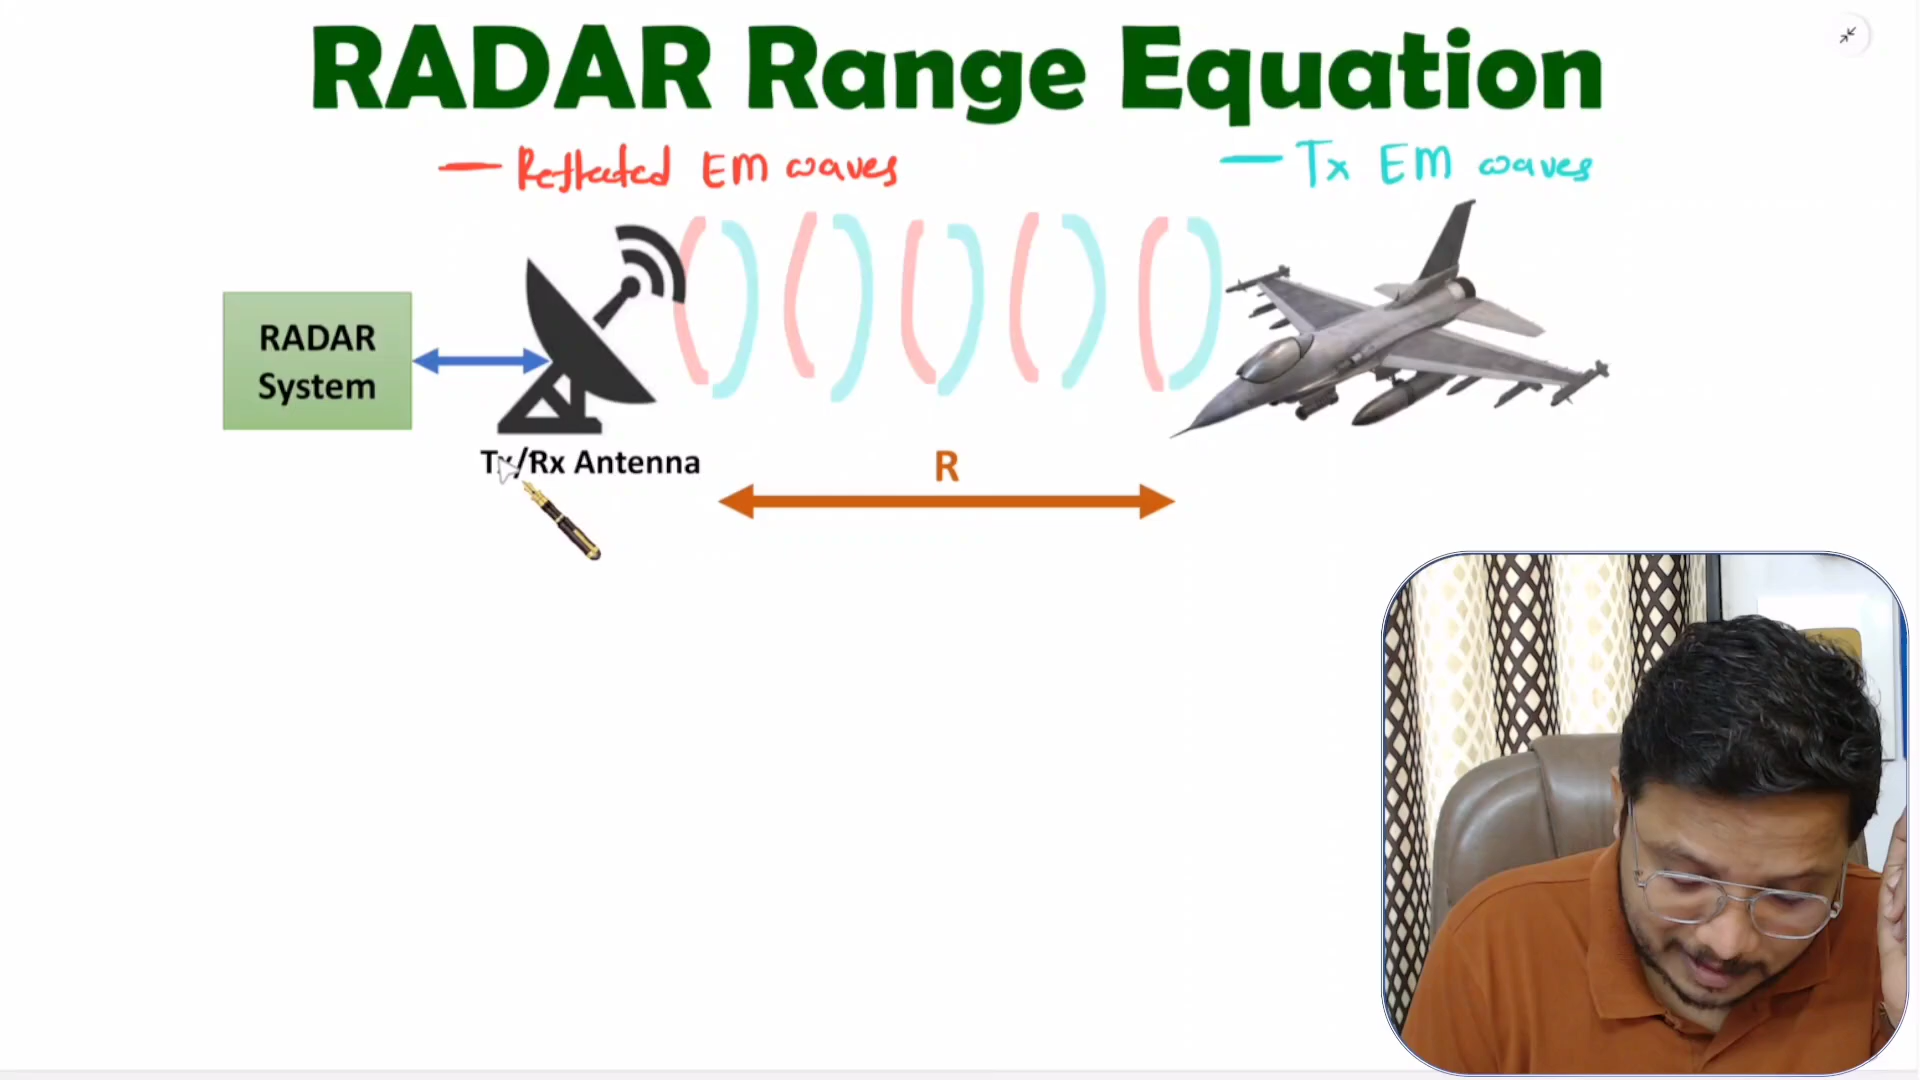 RADAR Range Equation
— Reflected EM waves
— Tx EM waves
RADAR
System
Tx/Rx Antenna
R